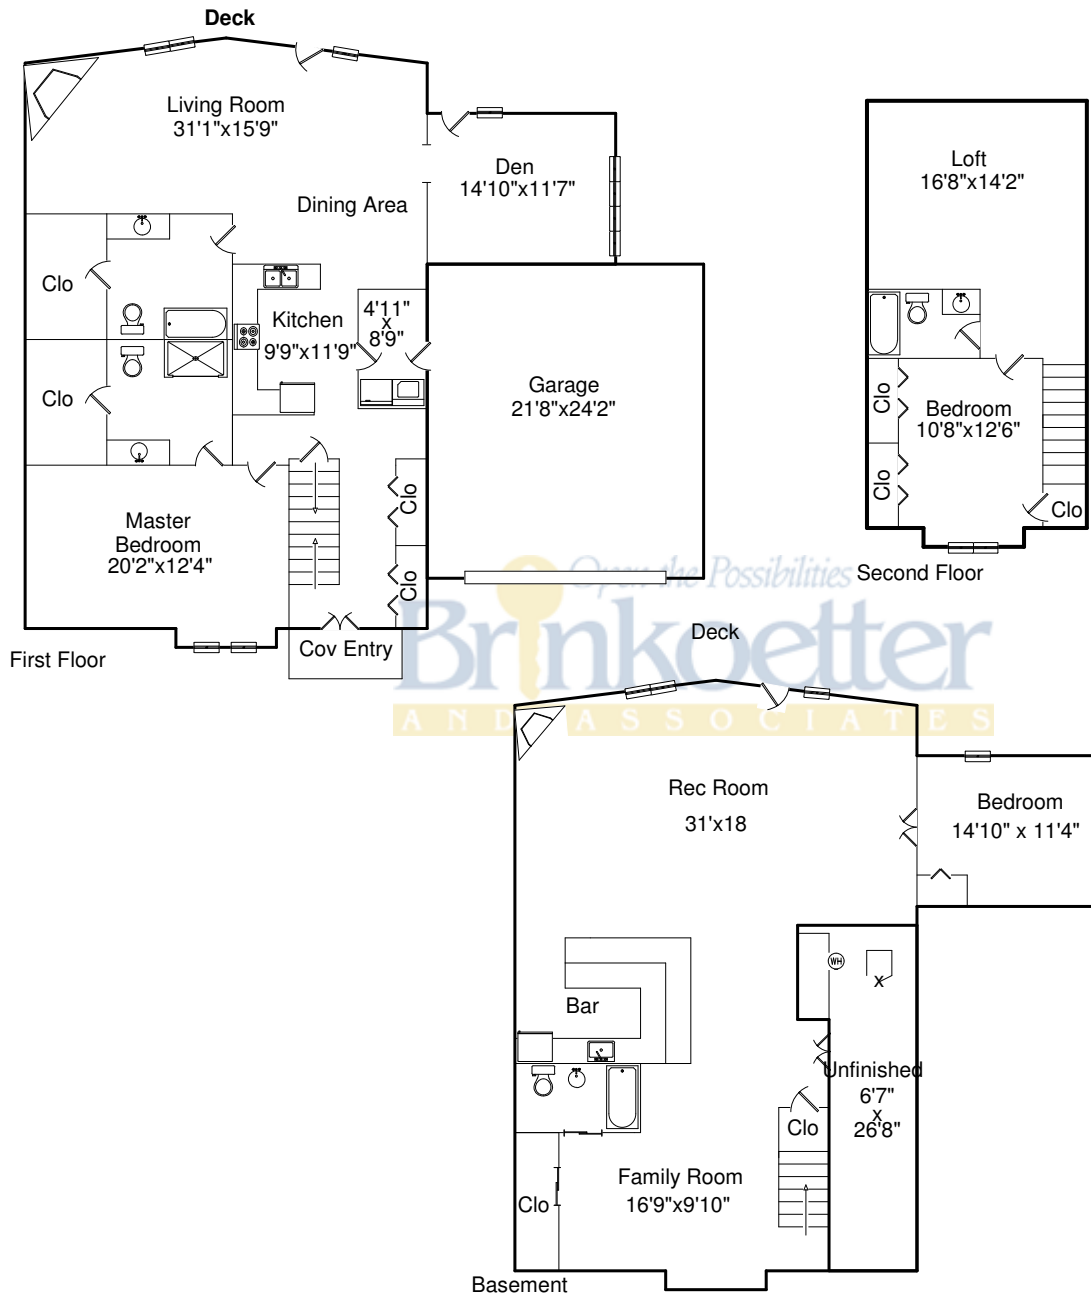 Deck
Living Room
31'1"x15'9"
Den
14'10"x11'7"
Dining Area
Clo
Kitchen
9'9"x11'9"
4'11"
x
8'9"
Clo
Garage
21'8"x24'2"
Master
Bedroom
20'2"x12'4"
Clo
Clo
Cov Entry
First Floor
Loft
16'8"x14'2"
Clo
Bedroom
10'8"x12'6"
Clo
Clo
Second Floor
Open the Possibilities
Brinkoetter
AND ASSOCIATES
Deck
Rec Room
31'x18
Bedroom
14'10" x 11'4"
WH
x
Bar
Unfinished
6'7"
x
26'8"
Clo
Family Room
16'9"x9'10"
Clo
Basement